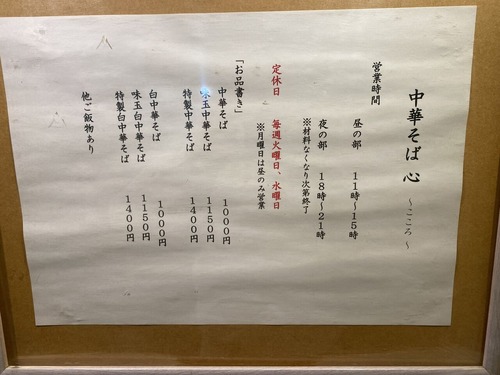 中華そば 心 ～こころ～
営業時間
昼の部 11時～15時
夜の部 18時～21時
※材料なくなり次第終了
定休日 毎週火曜日、水曜日
※月曜日は昼のみ営業
「お品書き」
中華そば 1000円
味玉中華そば 1150円
特製中華そば 1400円
白中華そば 1000円
味玉白中華そば 1150円
特製白中華そば 1400円
他ご飯物あり